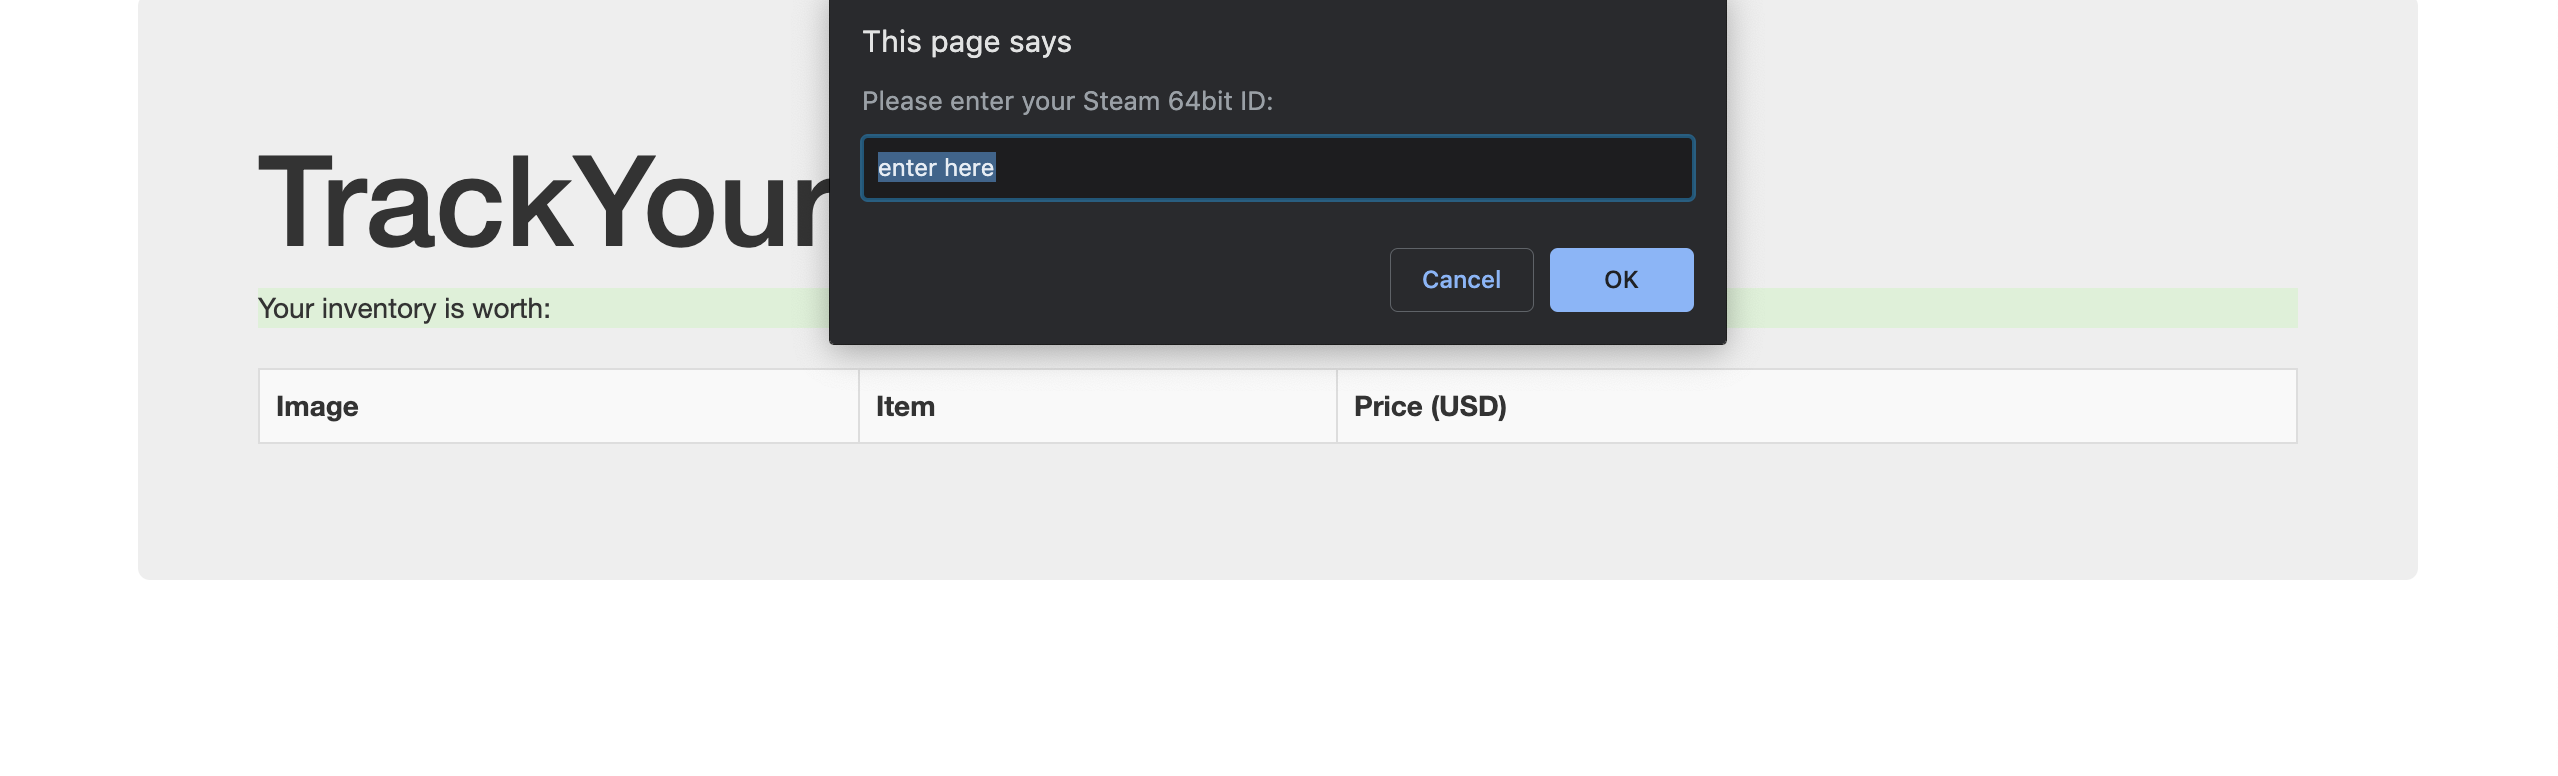 This page says
Please enter your Steam 64bit ID:
enter here
Cancel OK
TrackYour
Your inventory is worth:
Image Item Price (USD)